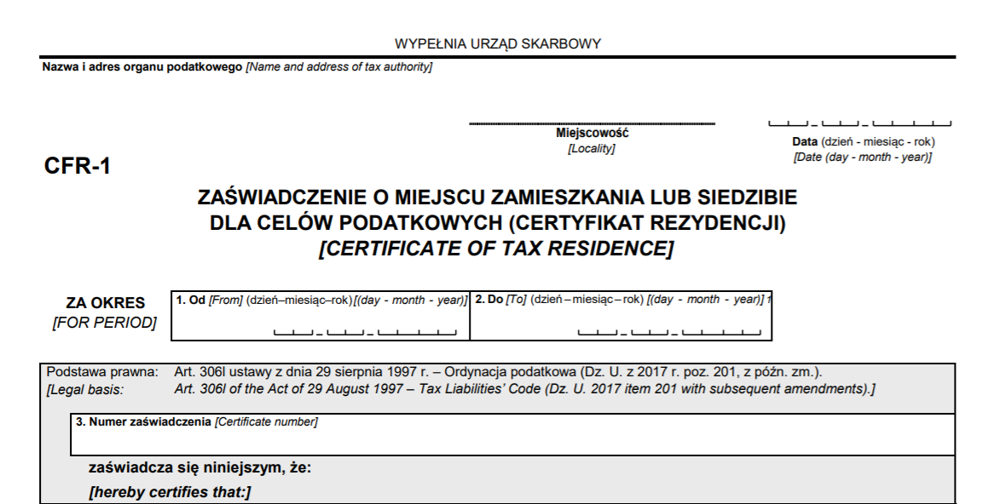 WYPEŁNIA URZĄD SKARBOWY
Nazwa i adres organu podatkowego [Name and address of tax authority]
Miejscowość
[Locality]
Data (dzień - miesiąc - rok)
[Date (day - month - year)]
CFR-1
ZAŚWIADCZENIE O MIEJSCU ZAMIESZKANIA LUB SIEDZIBIE
DLA CELÓW PODATKOWYCH (CERTYFIKAT REZYDENCJI)
[CERTIFICATE OF TAX RESIDENCE]
ZA OKRES
[FOR PERIOD]
1. Od [From] (dzień–miesiąc–rok)[(day - month - year)]
2. Do [To] (dzień – miesiąc – rok) [(day - month - year)] 1
Podstawa prawna: Art. 306l ustawy z dnia 29 sierpnia 1997 r. – Ordynacja podatkowa (Dz. U. z 2017 r. poz. 201, z późn. zm.).
[Legal basis: Art. 306l of the Act of 29 August 1997 – Tax Liabilities' Code (Dz. U. 2017 item 201 with subsequent amendments).]
3. Numer zaświadczenia [Certificate number]
zaświadcza się niniejszym, że:
[hereby certifies that:]